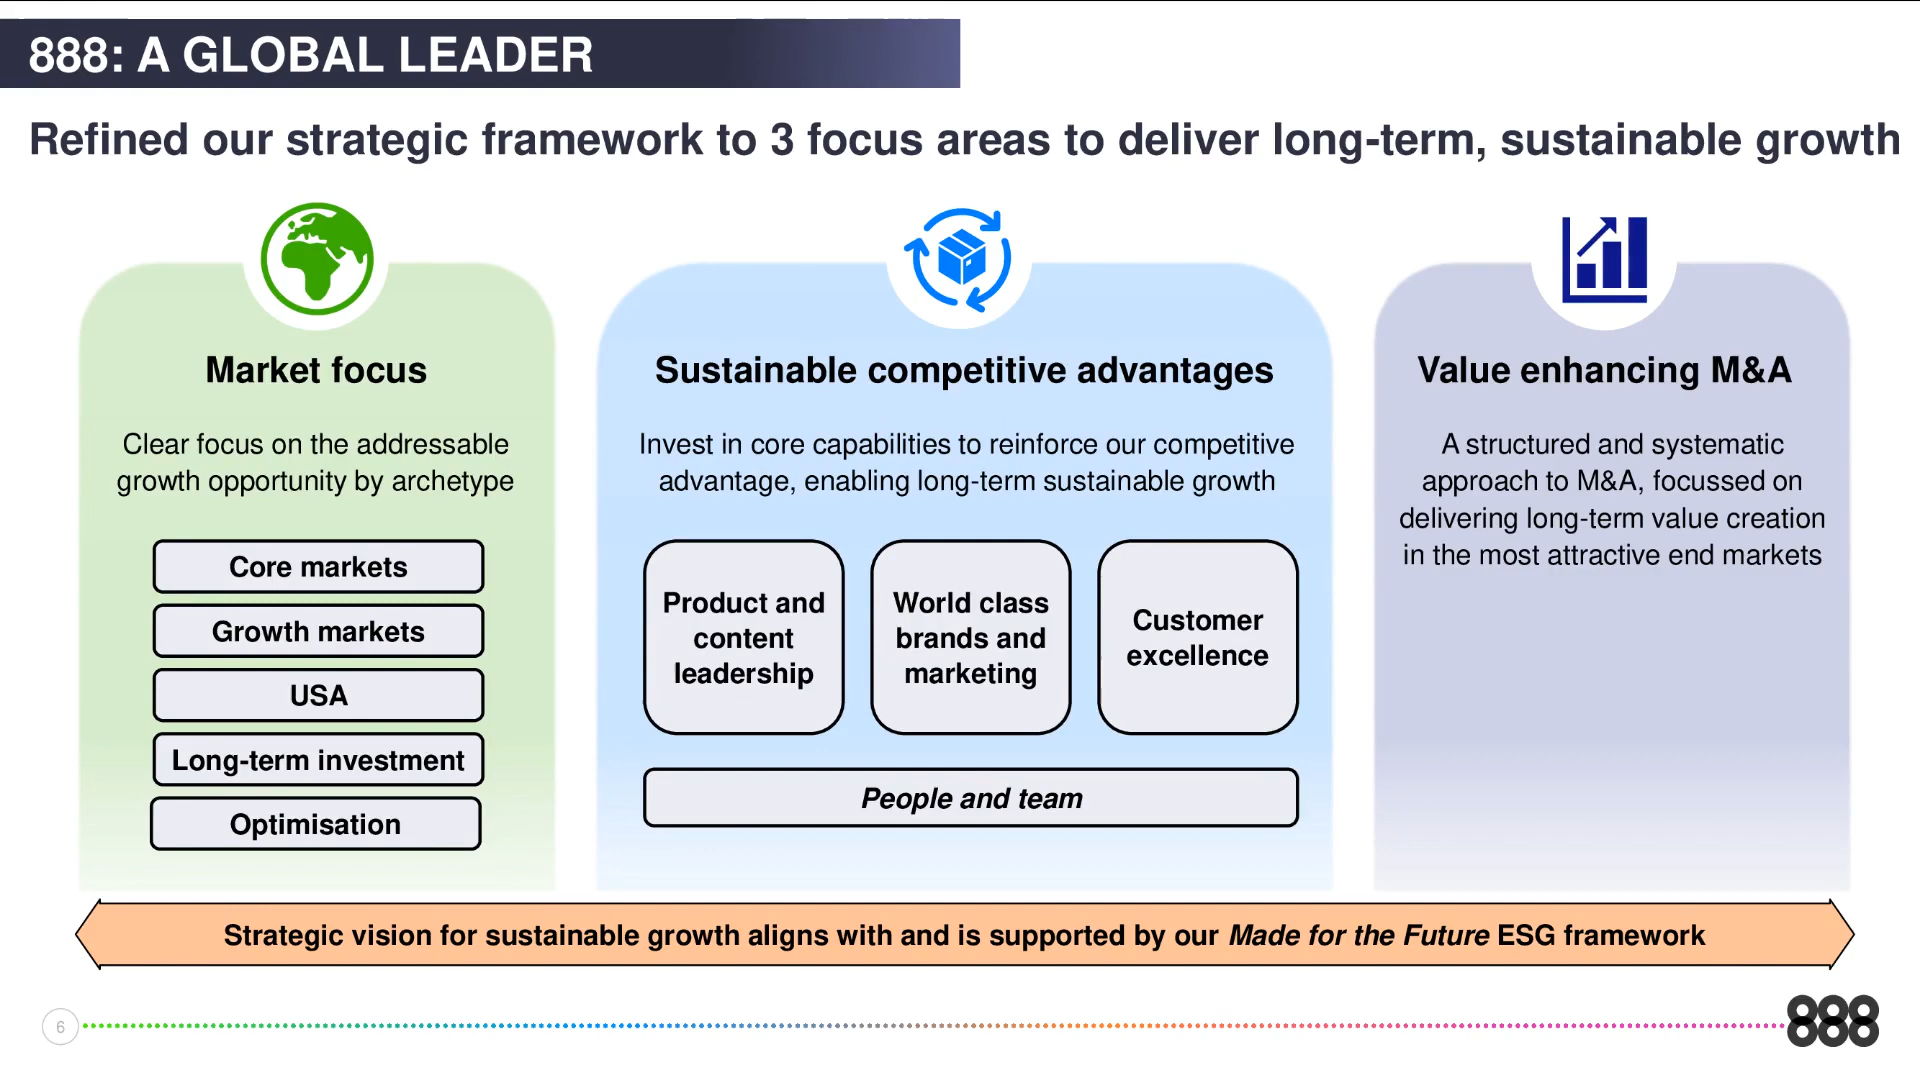 888: A GLOBAL LEADER
Refined our strategic framework to 3 focus areas to deliver long-term, sustainable growth
Market focus
Clear focus on the addressable
growth opportunity by archetype
Core markets
Growth markets
USA
Long-term investment
Optimisation
Sustainable competitive advantages
Invest in core capabilities to reinforce our competitive
advantage, enabling long-term sustainable growth
Product and
content
leadership
World class
brands and
marketing
Customer
excellence
People and team
Value enhancing M&A
A structured and systematic
approach to M&A, focussed on
delivering long-term value creation
in the most attractive end markets
Strategic vision for sustainable growth aligns with and is supported by our Made for the Future ESG framework
6
888